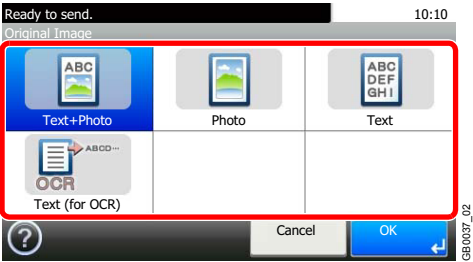 Ready to send. 10:10
Original Image
ABC
ABC
DEF
GHI
Text+Photo Photo Text
ABCD...
OCR
Text (for OCR)
? Cancel OK
GB0037_02